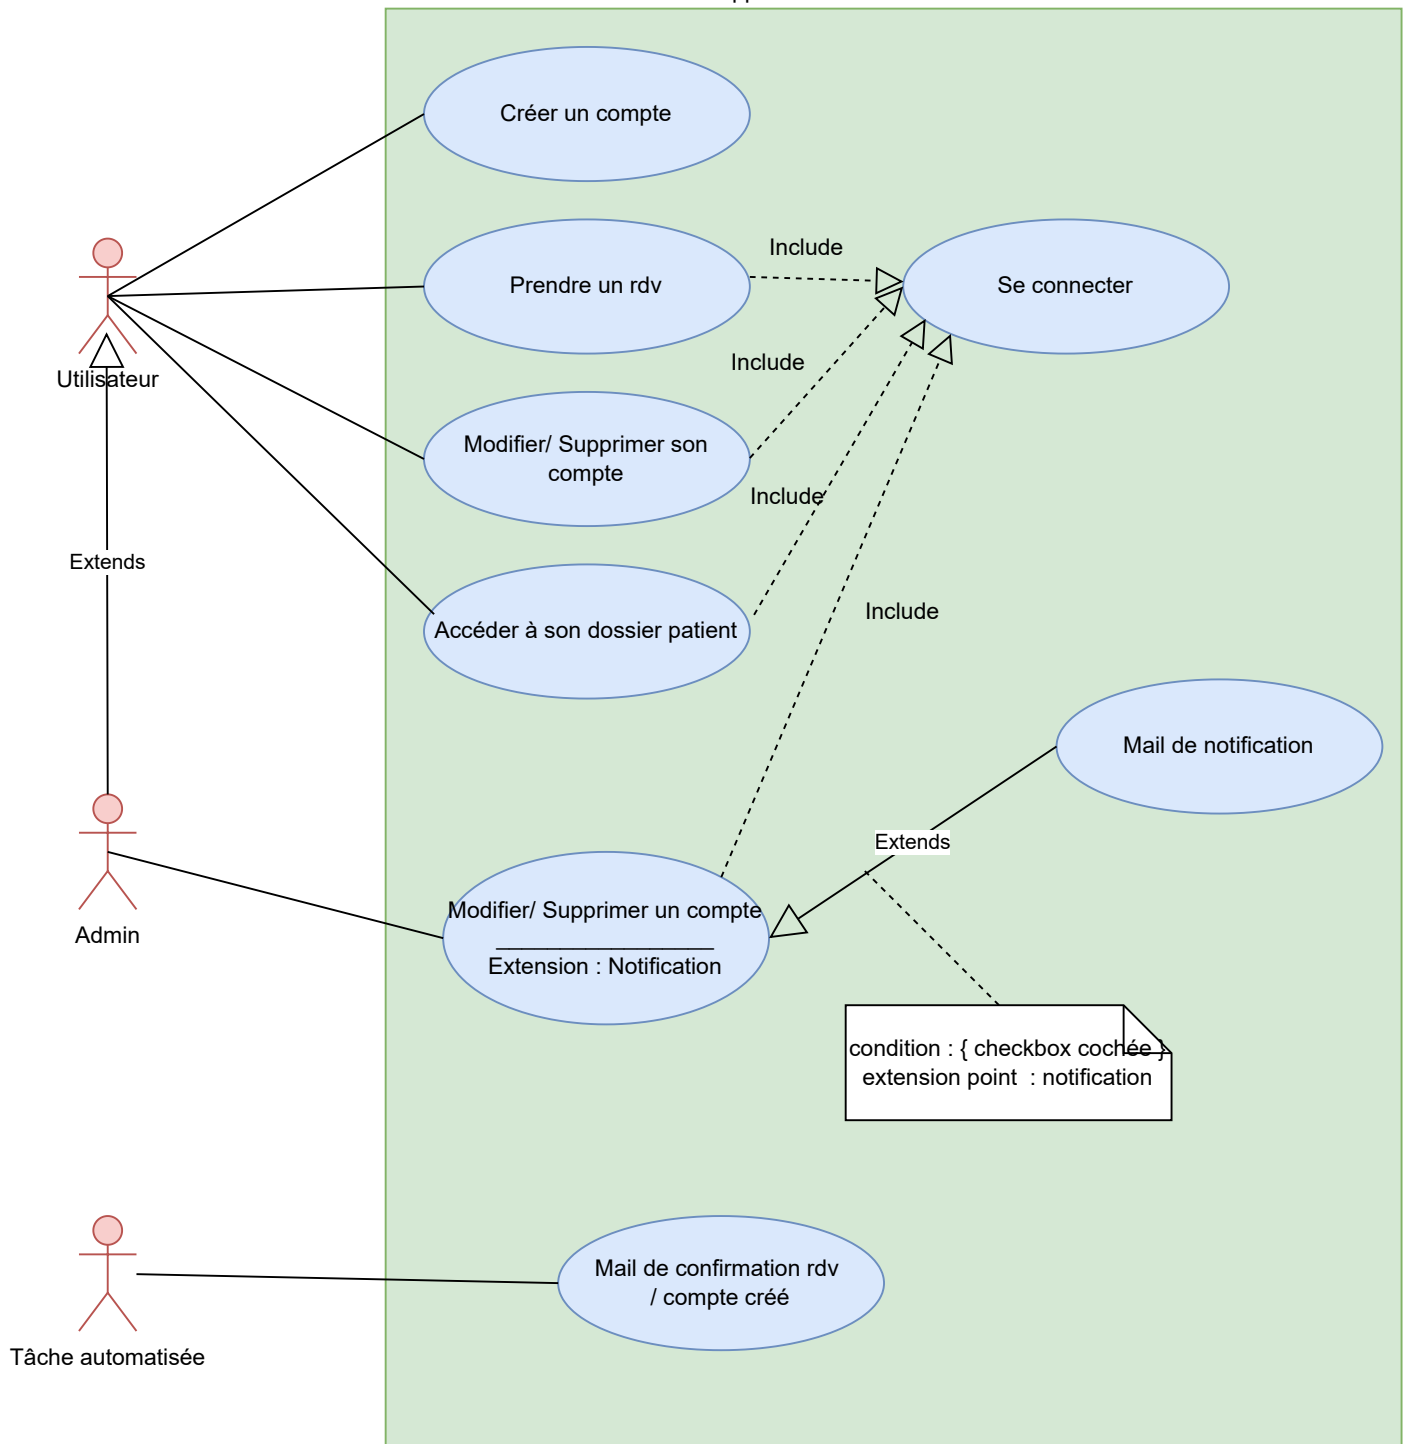 Créer un compte
Prendre un rdv
Include
Se connecter
Utilisateur
Include
Modifier/ Supprimer son
compte
Include
Extends
Accéder à son dossier patient
Include
Mail de notification
Extends
Modifier/ Supprimer un compte
Extension : Notification
Admin
condition : { checkbox cochée }
extension point : notification
Mail de confirmation rdv
/ compte créé
Tâche automatisée